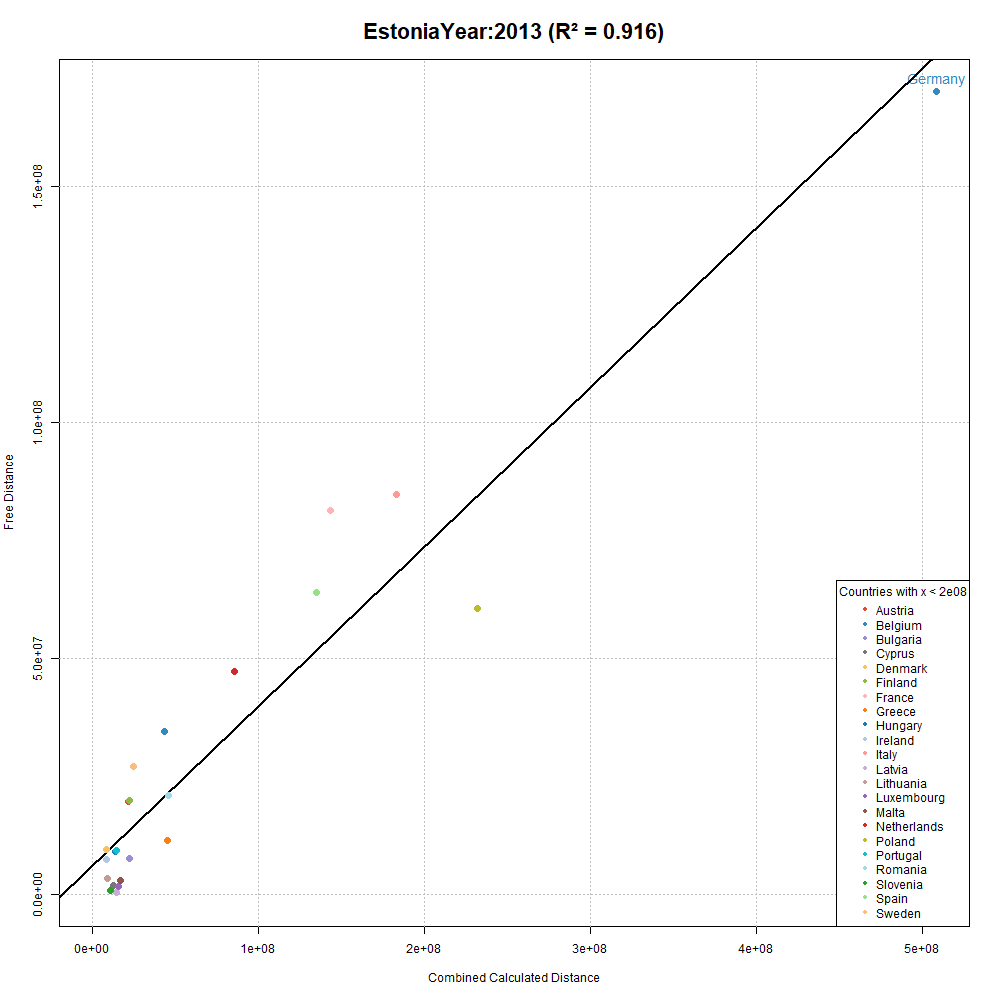 EstoniaYear:2013 (R² = 0.916)
Germany
1.5e+08
1.0e+08
5.0e+07
0.0e+00
Free Distance
0e+00 1e+08 2e+08 3e+08 4e+08 5e+08
Combined Calculated Distance
Countries with x < 2e08
Austria
Belgium
Bulgaria
Cyprus
Denmark
Finland
France
Greece
Hungary
Ireland
Italy
Latvia
Lithuania
Luxembourg
Malta
Netherlands
Poland
Portugal
Romania
Slovenia
Spain
Sweden